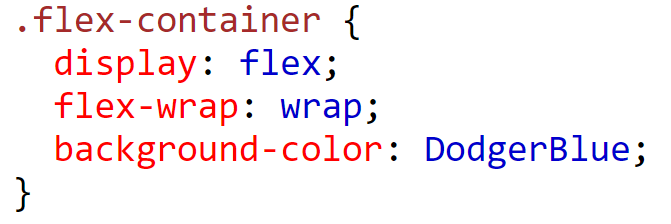 .flex-container {
  display: flex;
  flex-wrap: wrap;
  background-color: DodgerBlue;
}